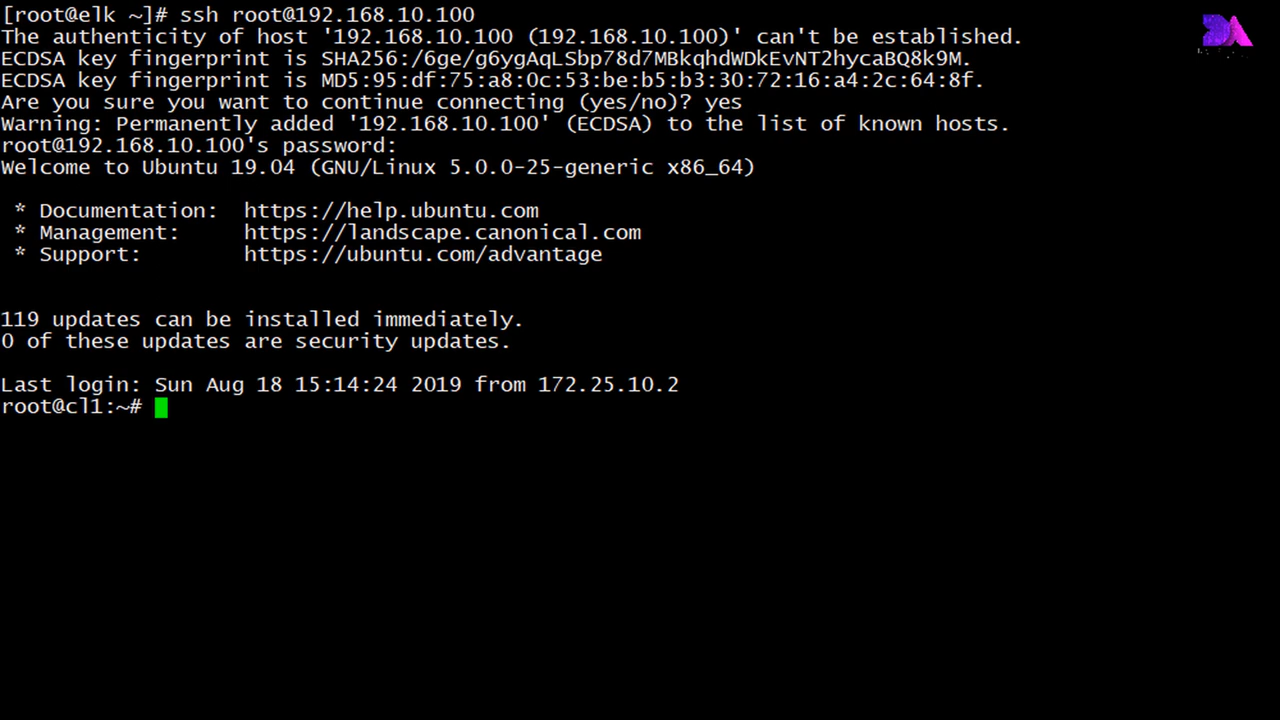 [root@elk ~]# ssh root@192.168.10.100
The authenticity of host '192.168.10.100 (192.168.10.100)' can't be established.
ECDSA key fingerprint is SHA256:/6ge/g6ygAqLSbp78d7MBkqhdWDkEvNT2hycaBQ8k9M.
ECDSA key fingerprint is MD5:95:df:75:a8:0c:53:be:b5:b3:30:72:16:a4:2c:64:8f.
Are you sure you want to continue connecting (yes/no)? yes
Warning: Permanently added '192.168.10.100' (ECDSA) to the list of known hosts.
root@192.168.10.100's password:
Welcome to Ubuntu 19.04 (GNU/Linux 5.0.0-25-generic x86_64)
* Documentation: https://help.ubuntu.com
* Management: https://landscape.canonical.com
* Support: https://ubuntu.com/advantage
119 updates can be installed immediately.
0 of these updates are security updates.
Last login: Sun Aug 18 15:14:24 2019 from 172.25.10.2
root@cl1:~#